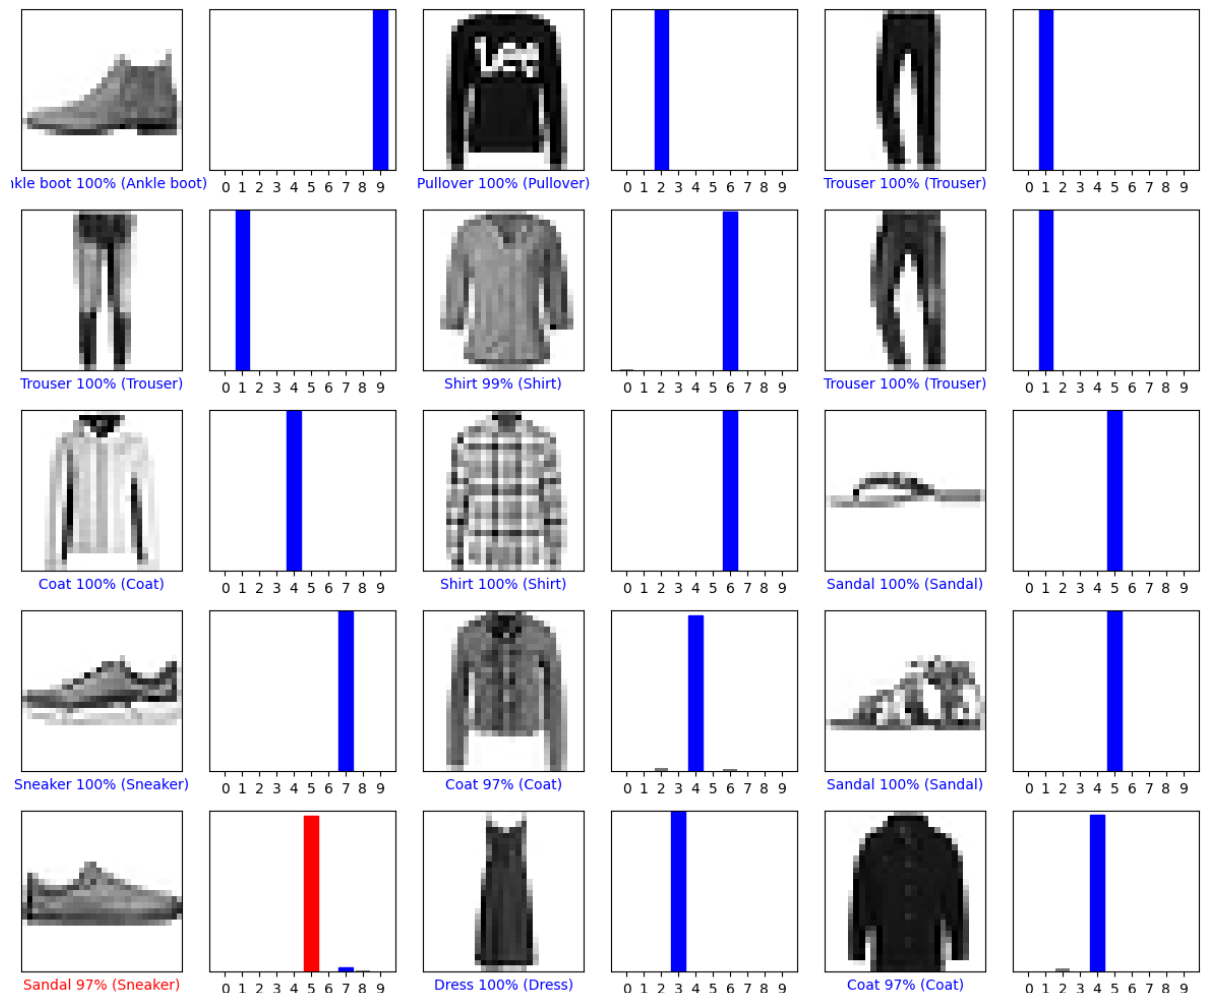 Lee
0 1 2 3 4 5 6 7 8 9 0 1 2 3 4 5 6 7 8 9 0 1 2 3 4 5 6 7 8 9
nkle boot 100% (Ankle boot) Pullover 100% (Pullover) Trouser 100% (Trouser)
0 1 2 3 4 5 6 7 8 9 0 1 2 3 4 5 6 7 8 9 0 1 2 3 4 5 6 7 8 9
Trouser 100% (Trouser) Shirt 99% (Shirt) Trouser 100% (Trouser)
0 1 2 3 4 5 6 7 8 9 0 1 2 3 4 5 6 7 8 9 0 1 2 3 4 5 6 7 8 9
Coat 100% (Coat) Shirt 100% (Shirt) Sandal 100% (Sandal)
0 1 2 3 4 5 6 7 8 9 0 1 2 3 4 5 6 7 8 9 0 1 2 3 4 5 6 7 8 9
Sneaker 100% (Sneaker) Coat 97% (Coat) Sandal 100% (Sandal)
0 1 2 3 4 5 6 7 8 9 0 1 2 3 4 5 6 7 8 9 0 1 2 3 4 5 6 7 8 9
Sandal 97% (Sneaker) Dress 100% (Dress) Coat 97% (Coat)